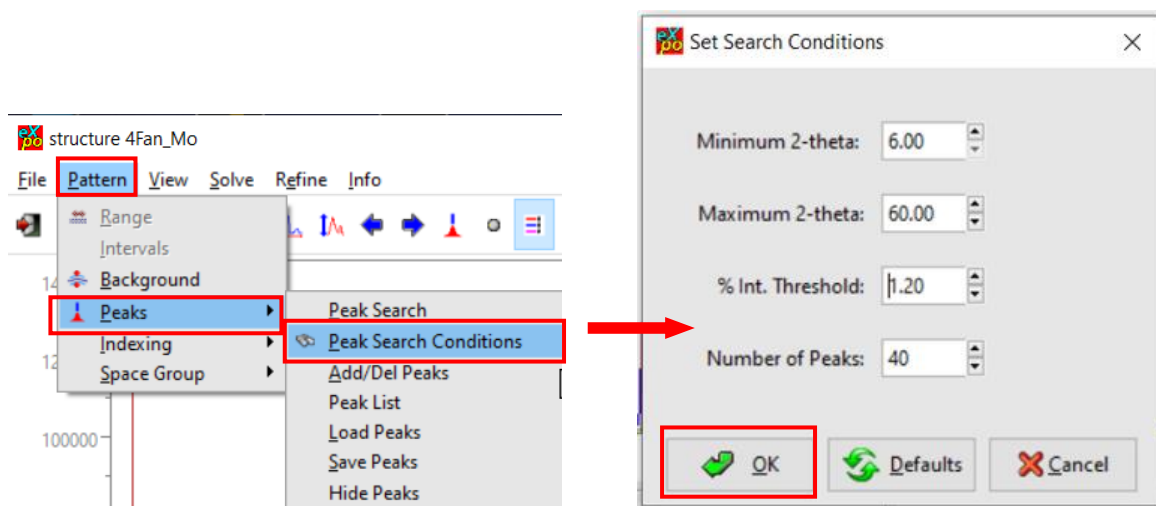 structure 4Fan_Mo
File Pattern View Solve Refine Info
Range
Intervals
Background
Peaks
Indexing
Space Group
Peak Search
Peak Search Conditions
Add/Del Peaks
Peak List
Load Peaks
Save Peaks
Hide Peaks
14
12
100000
Set Search Conditions
Minimum 2-theta: 6.00
Maximum 2-theta: 60.00
% Int. Threshold: 1.20
Number of Peaks: 40
OK Defaults Cancel